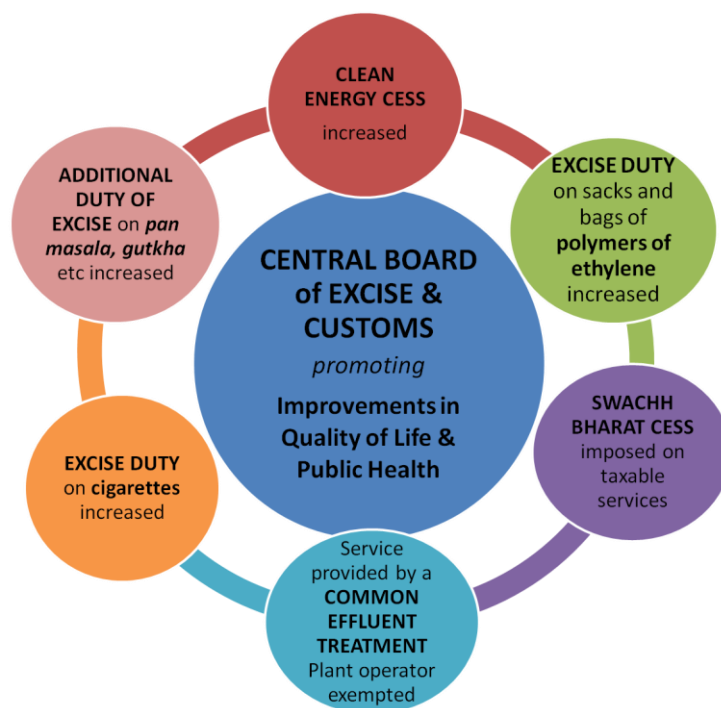 CLEAN
ENERGY CESS
increased
EXCISE DUTY
on sacks and
bags of
polymers of
ethylene
increased
SWACHH
BHARAT CESS
imposed on
taxable
services
Service
provided by a
COMMON
EFFLUENT
TREATMENT
Plant operator
exempted
EXCISE DUTY
on cigarettes
increased
ADDITIONAL
DUTY OF
EXCISE on pan
masala, gutkha
etc increased
CENTRAL BOARD
of EXCISE &
CUSTOMS
promoting
Improvements in
Quality of Life &
Public Health